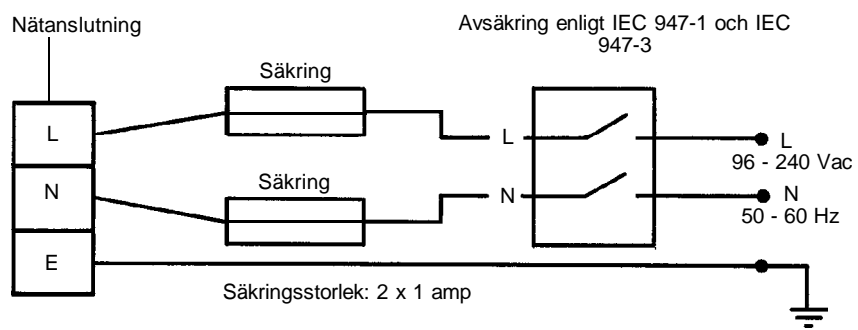 Nätanslutning
Avsäkring enligt IEC 947-1 och IEC
947-3
Säkring
L
L
L
96 - 240 Vac
Säkring
N
N
N
50 - 60 Hz
E
Säkringsstorlek: 2 x 1 amp